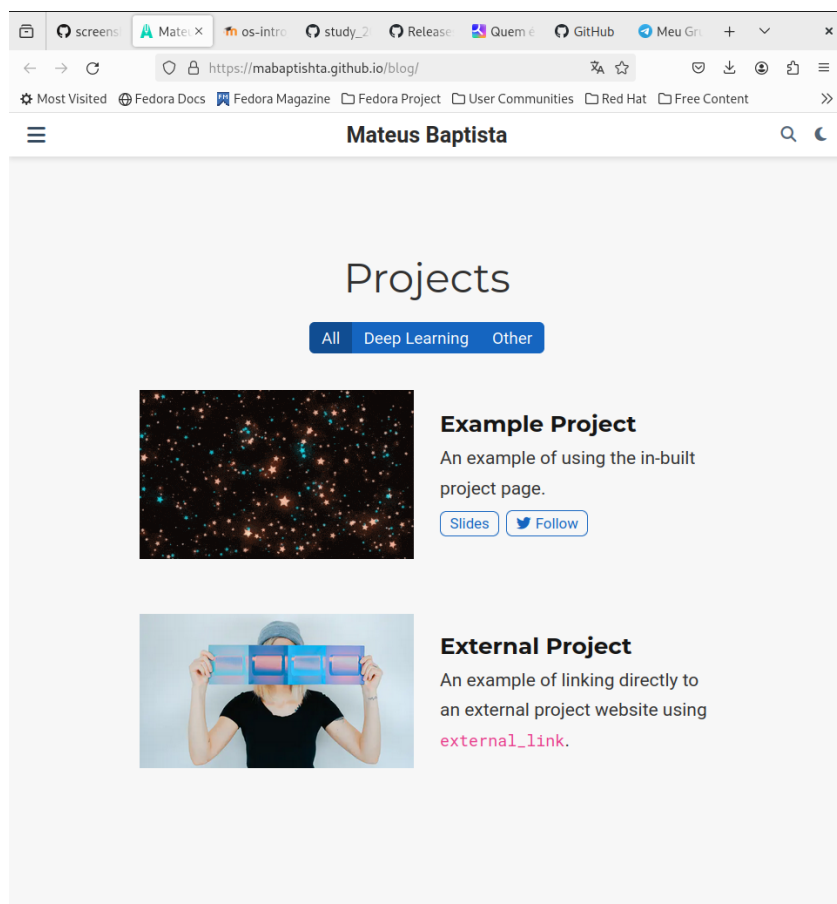 screens
Mate
os-intro
study_2
Release
Quem é
GitHub
Meu Gru
https://mabaptishta.github.io/blog/
Most Visited
Fedora Docs
Fedora Magazine
Fedora Project
User Communities
Red Hat
Free Content
Mateus Baptista
Projects
All Deep Learning Other
Example Project
An example of using the in-built
project page.
Slides Follow
External Project
An example of linking directly to
an external project website using
external_link.